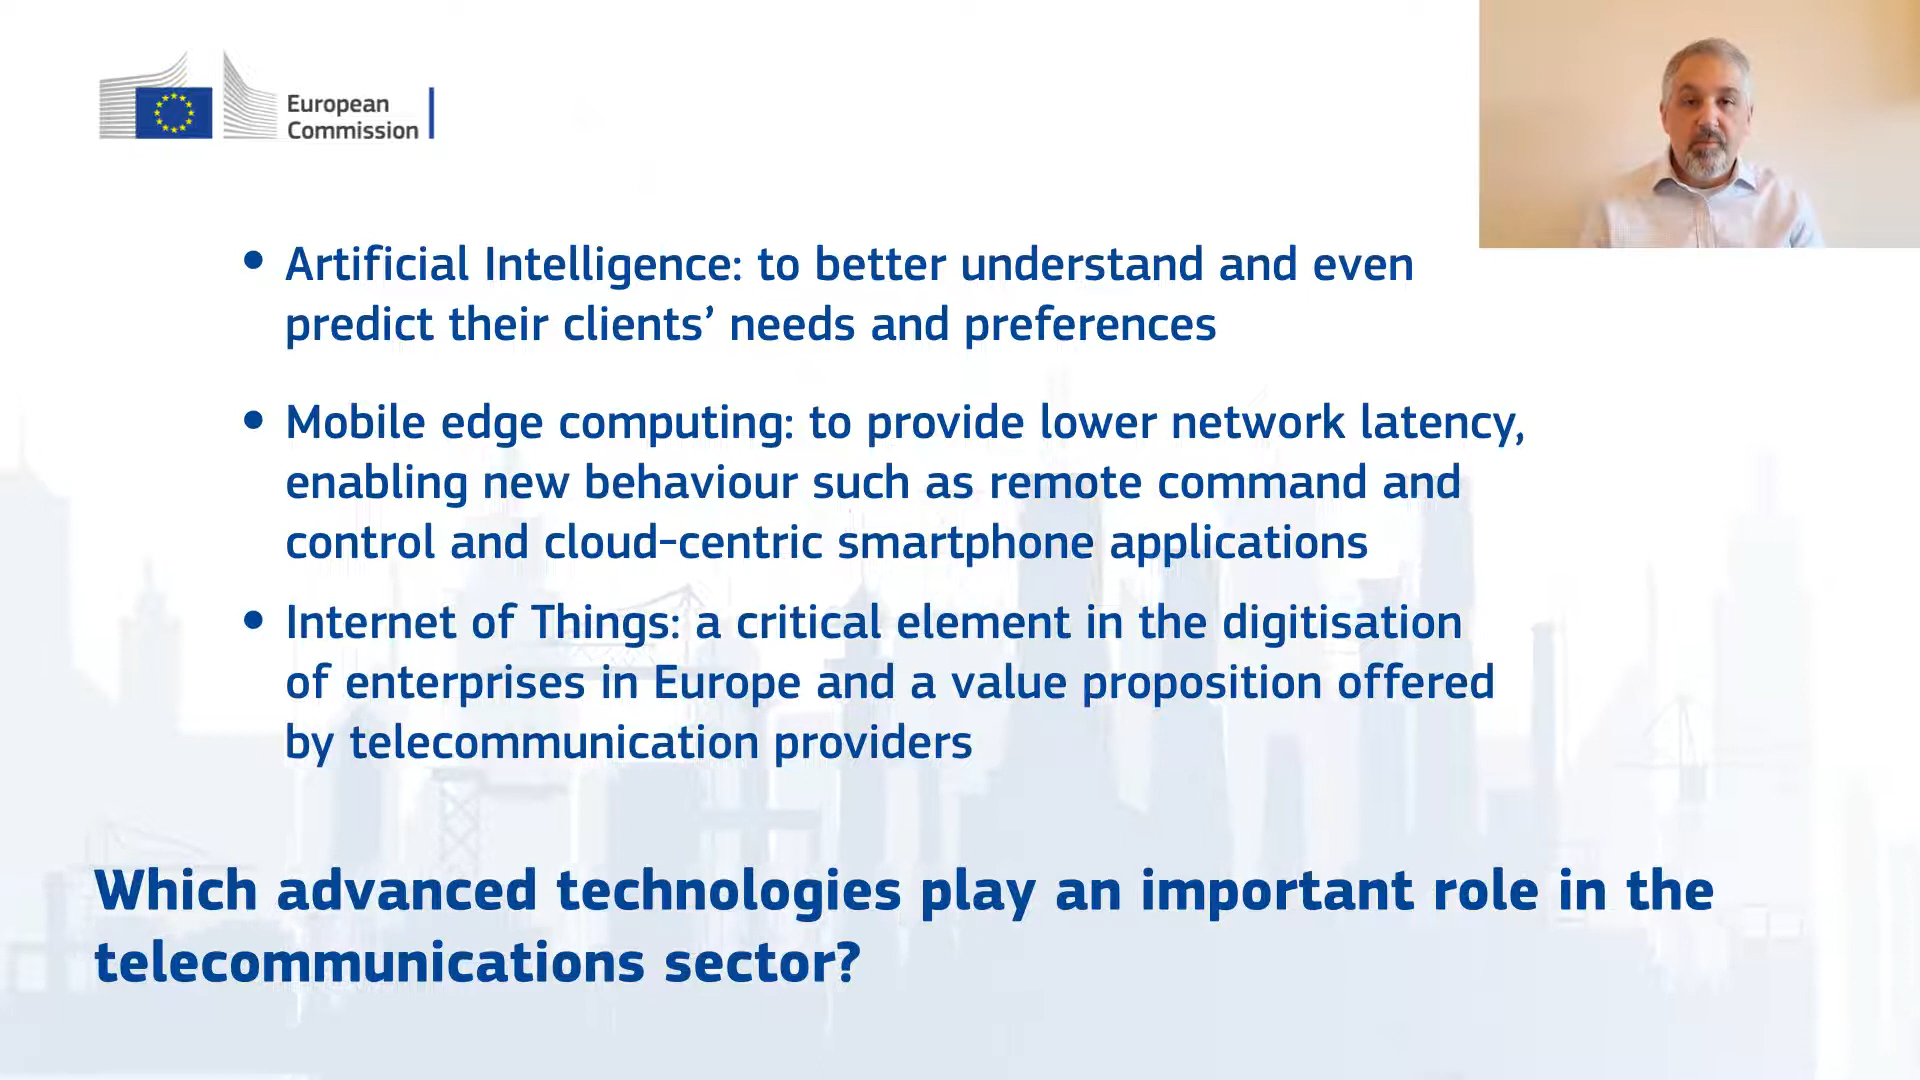 European
Commission
• Artificial Intelligence: to better understand and even
predict their clients’ needs and preferences
• Mobile edge computing: to provide lower network latency,
enabling new behaviour such as remote command and
control and cloud-centric smartphone applications
• Internet of Things: a critical element in the digitisation
of enterprises in Europe and a value proposition offered
by telecommunication providers
Which advanced technologies play an important role in the
telecommunications sector?